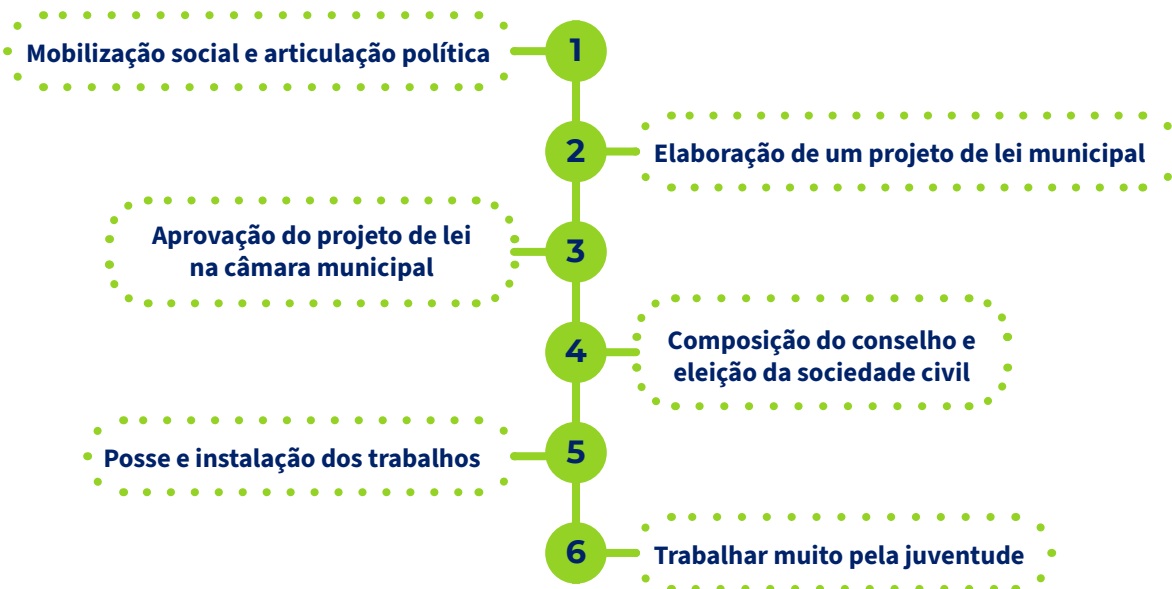 Mobilização social e articulação política
1
2
Elaboração de um projeto de lei municipal
Aprovação do projeto de lei
na câmara municipal
3
4
Composição do conselho e
eleição da sociedade civil
Posse e instalação dos trabalhos
5
6
Trabalhar muito pela juventude